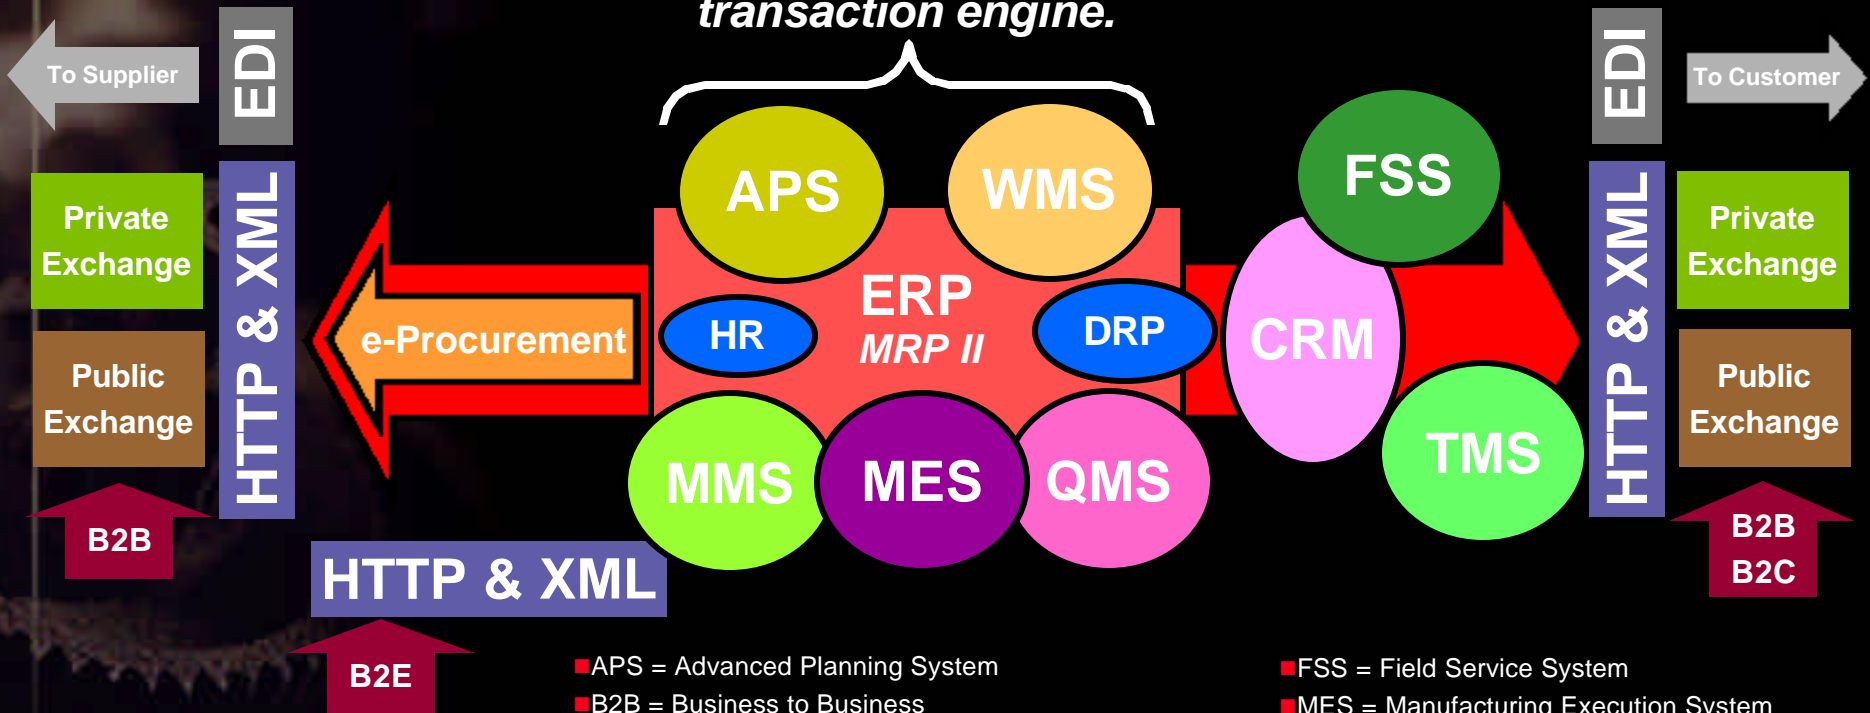 transaction engine.
To Supplier
EDI
EDI
To Customer
APS
WMS
FSS
Private
Exchange
HTTP & XML
HTTP & XML
Private
Exchange
ERP
MRP II
HR
DRP
CRM
e-Procurement
Public
Exchange
Public
Exchange
MMS
MES
QMS
TMS
B2B
B2B
B2C
HTTP & XML
B2E
APS = Advanced Planning System
B2B = Business to Business
FSS = Field Service System
MES = Manufacturing Execution System